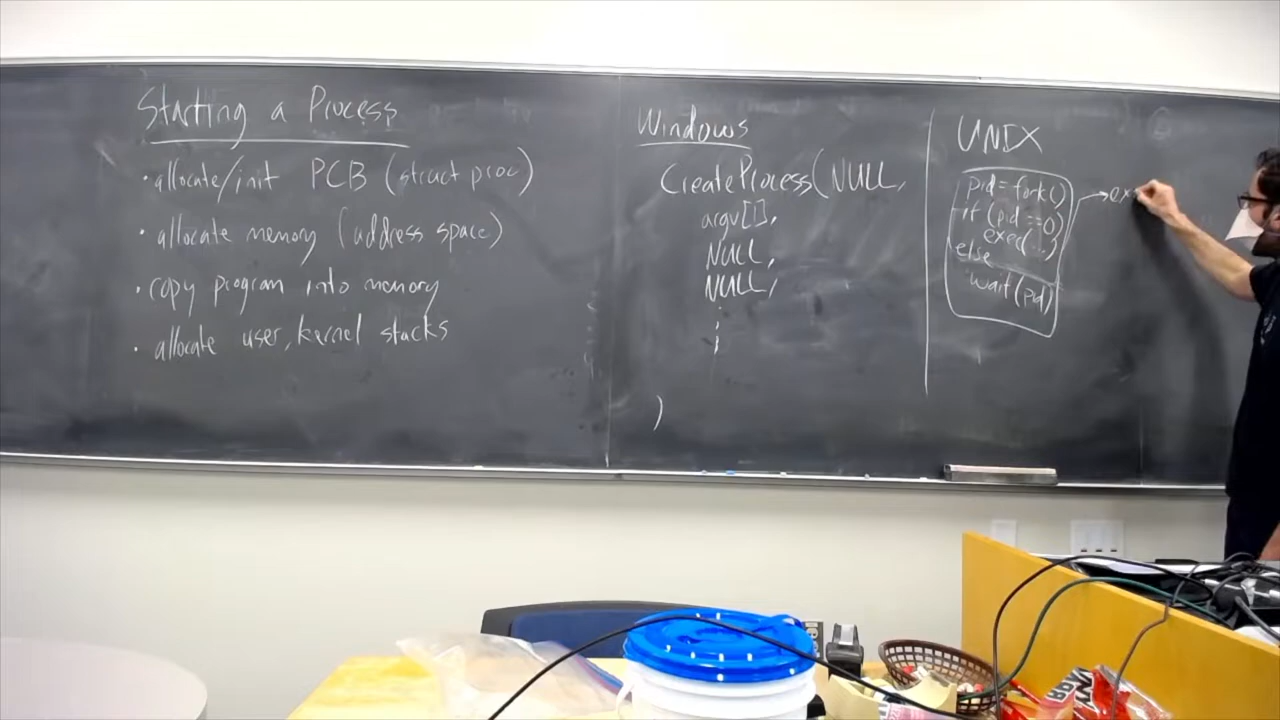 Starting a Process
· allocate/init PCB (struct proc)
· allocate memory (address space)
· copy program into memory
· allocate user, kernel stacks
Windows
CreateProcess(NULL,
argv[],
NULL,
NULL,
)
UNIX
pid = fork()
if (pid ==0)
exec(...)
else
wait(pid)
→ex